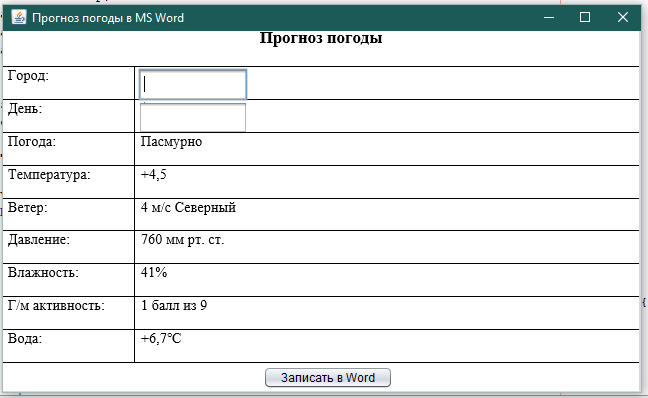 Прогноз погоды в MS Word
Прогноз погоды
Город:
День:
Погода: Пасмурно
Температура: +4,5
Ветер: 4 м/с Северный
Давление: 760 мм рт. ст.
Влажность: 41%
Г/м активность: 1 балл из 9
Вода: +6,7°C
Записать в Word
{